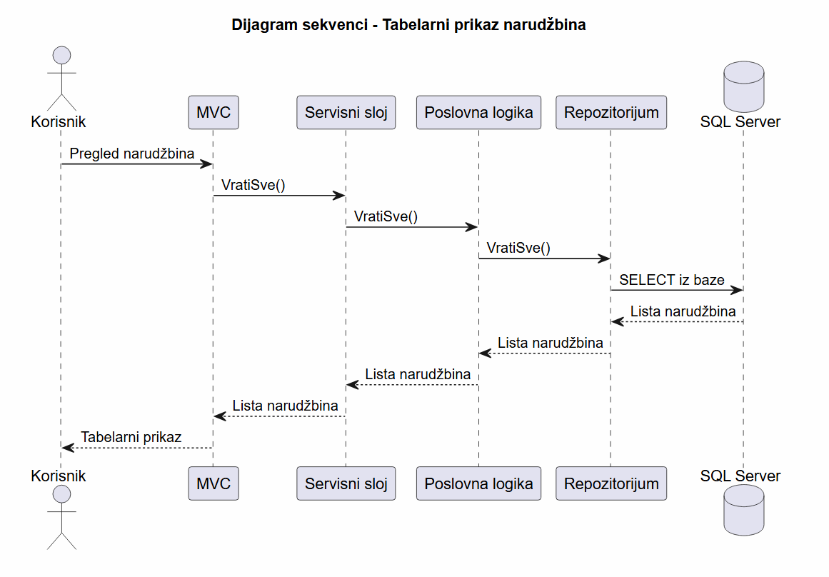 Dijagram sekvenci - Tabelarni prikaz narudžbina
Korisnik
MVC
Servisni sloj
Poslovna logika
Repozitorijum
SQL Server
Pregled narudžbina
VratiSve()
VratiSve()
VratiSve()
SELECT iz baze
Lista narudžbina
Lista narudžbina
Lista narudžbina
Lista narudžbina
Tabelarni prikaz
Korisnik
MVC
Servisni sloj
Poslovna logika
Repozitorijum
SQL Server